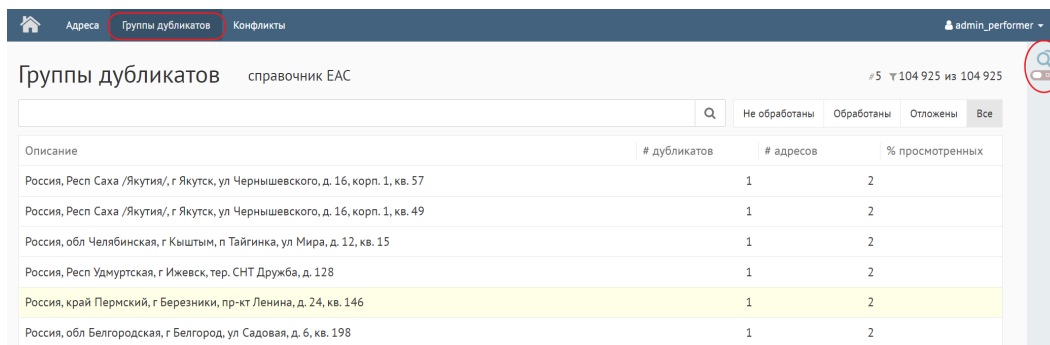 Адреса Группы дубликатов Конфликты admin_performer
Группы дубликатов справочник ЕАС #5 104 925 из 104 925
Не обработаны Обработаны Отложены Все
Описание # дубликатов # адресов % просмотренных
Россия, Респ Саха /Якутия/, г Якутск, ул Чернышевского, д. 16, корп. 1, кв. 57 1 2
Россия, Респ Саха /Якутия/, г Якутск, ул Чернышевского, д. 16, корп. 1, кв. 49 1 2
Россия, обл Челябинская, г Кыштым, п Тайгинка, ул Мира, д. 12, кв. 15 1 2
Россия, Респ Удмуртская, г Ижевск, тер. СНТ Дружба, д. 128 1 2
Россия, край Пермский, г Березники, пр-кт Ленина, д. 24, кв. 146 1 2
Россия, обл Белгородская, г Белгород, ул Садовая, д. 6, кв. 198 1 2